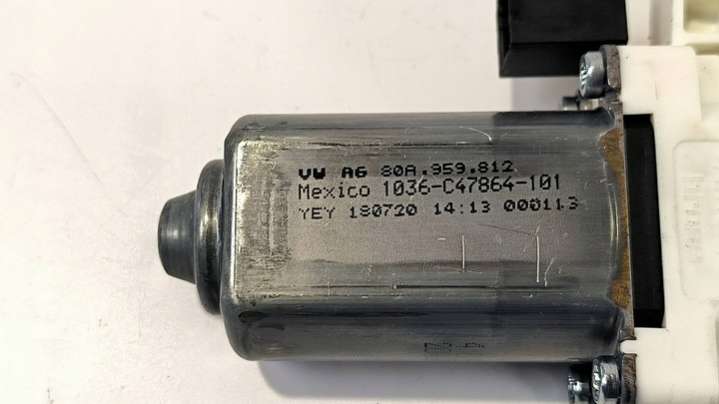 VW AG 80A.959.812
Mexico 1036-C47864-101
YEY 180720 14:13 000113